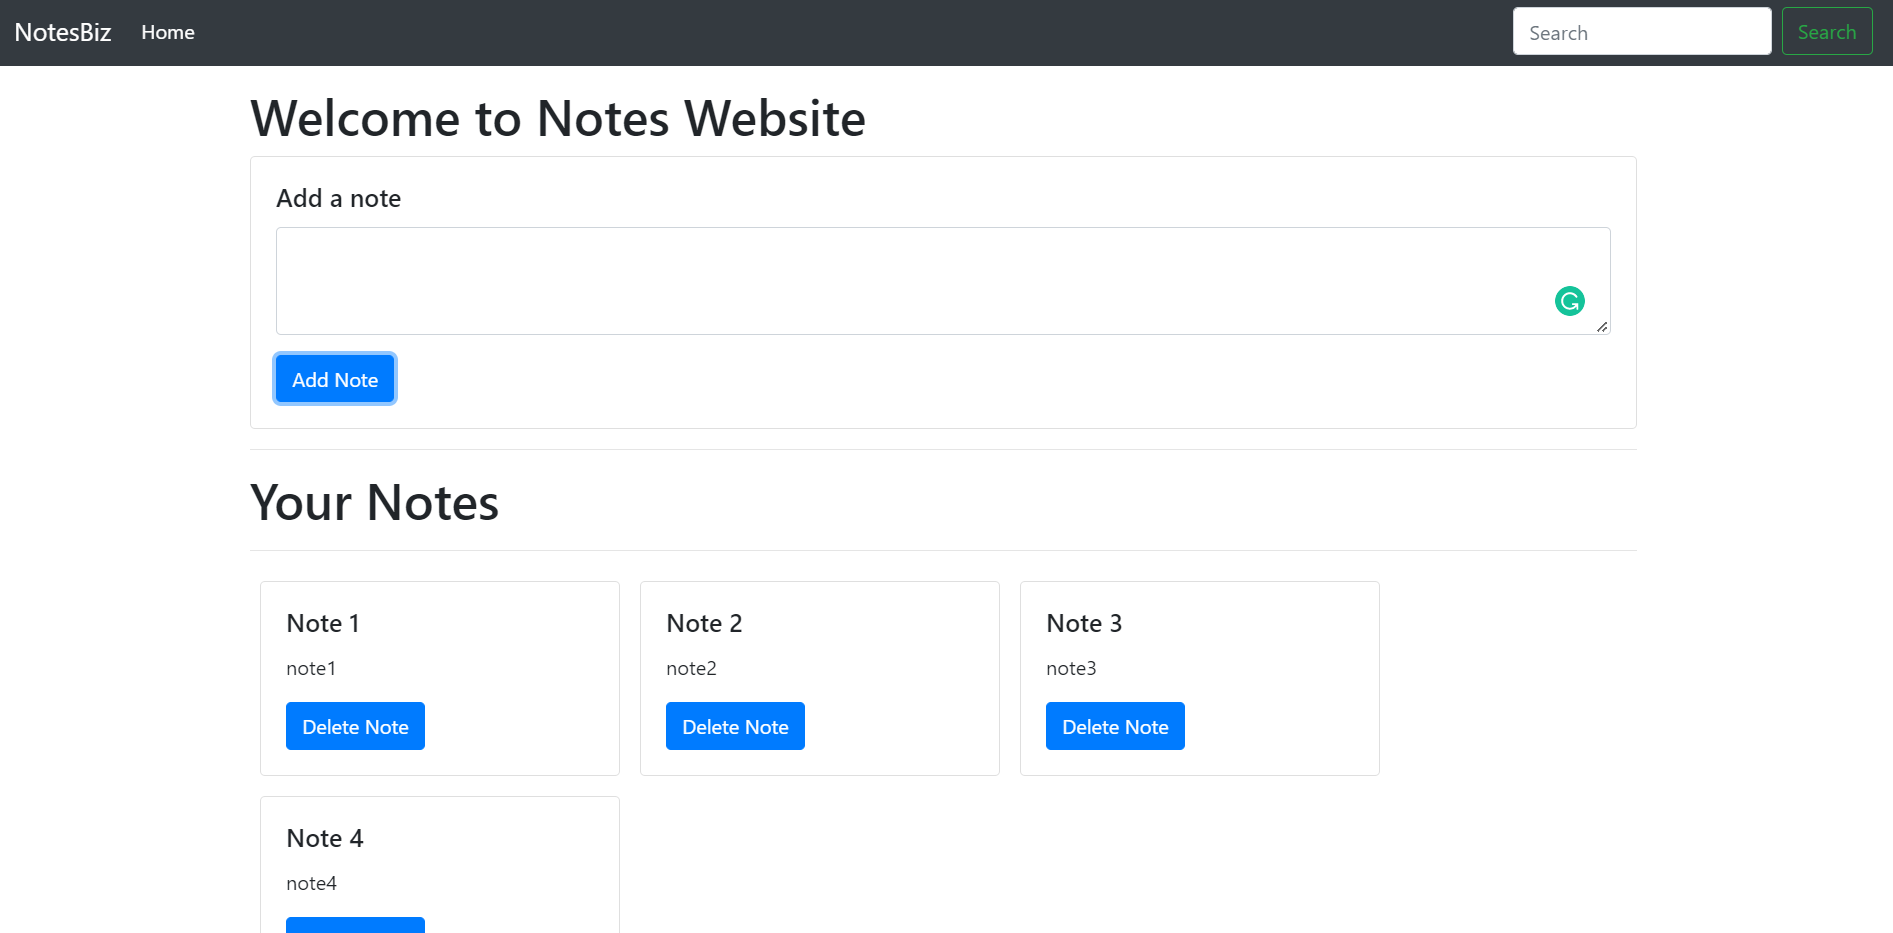 NotesBiz Home Search Search
Welcome to Notes Website
Add a note
Add Note
Your Notes
Note 1
note1
Delete Note
Note 2
note2
Delete Note
Note 3
note3
Delete Note
Note 4
note4